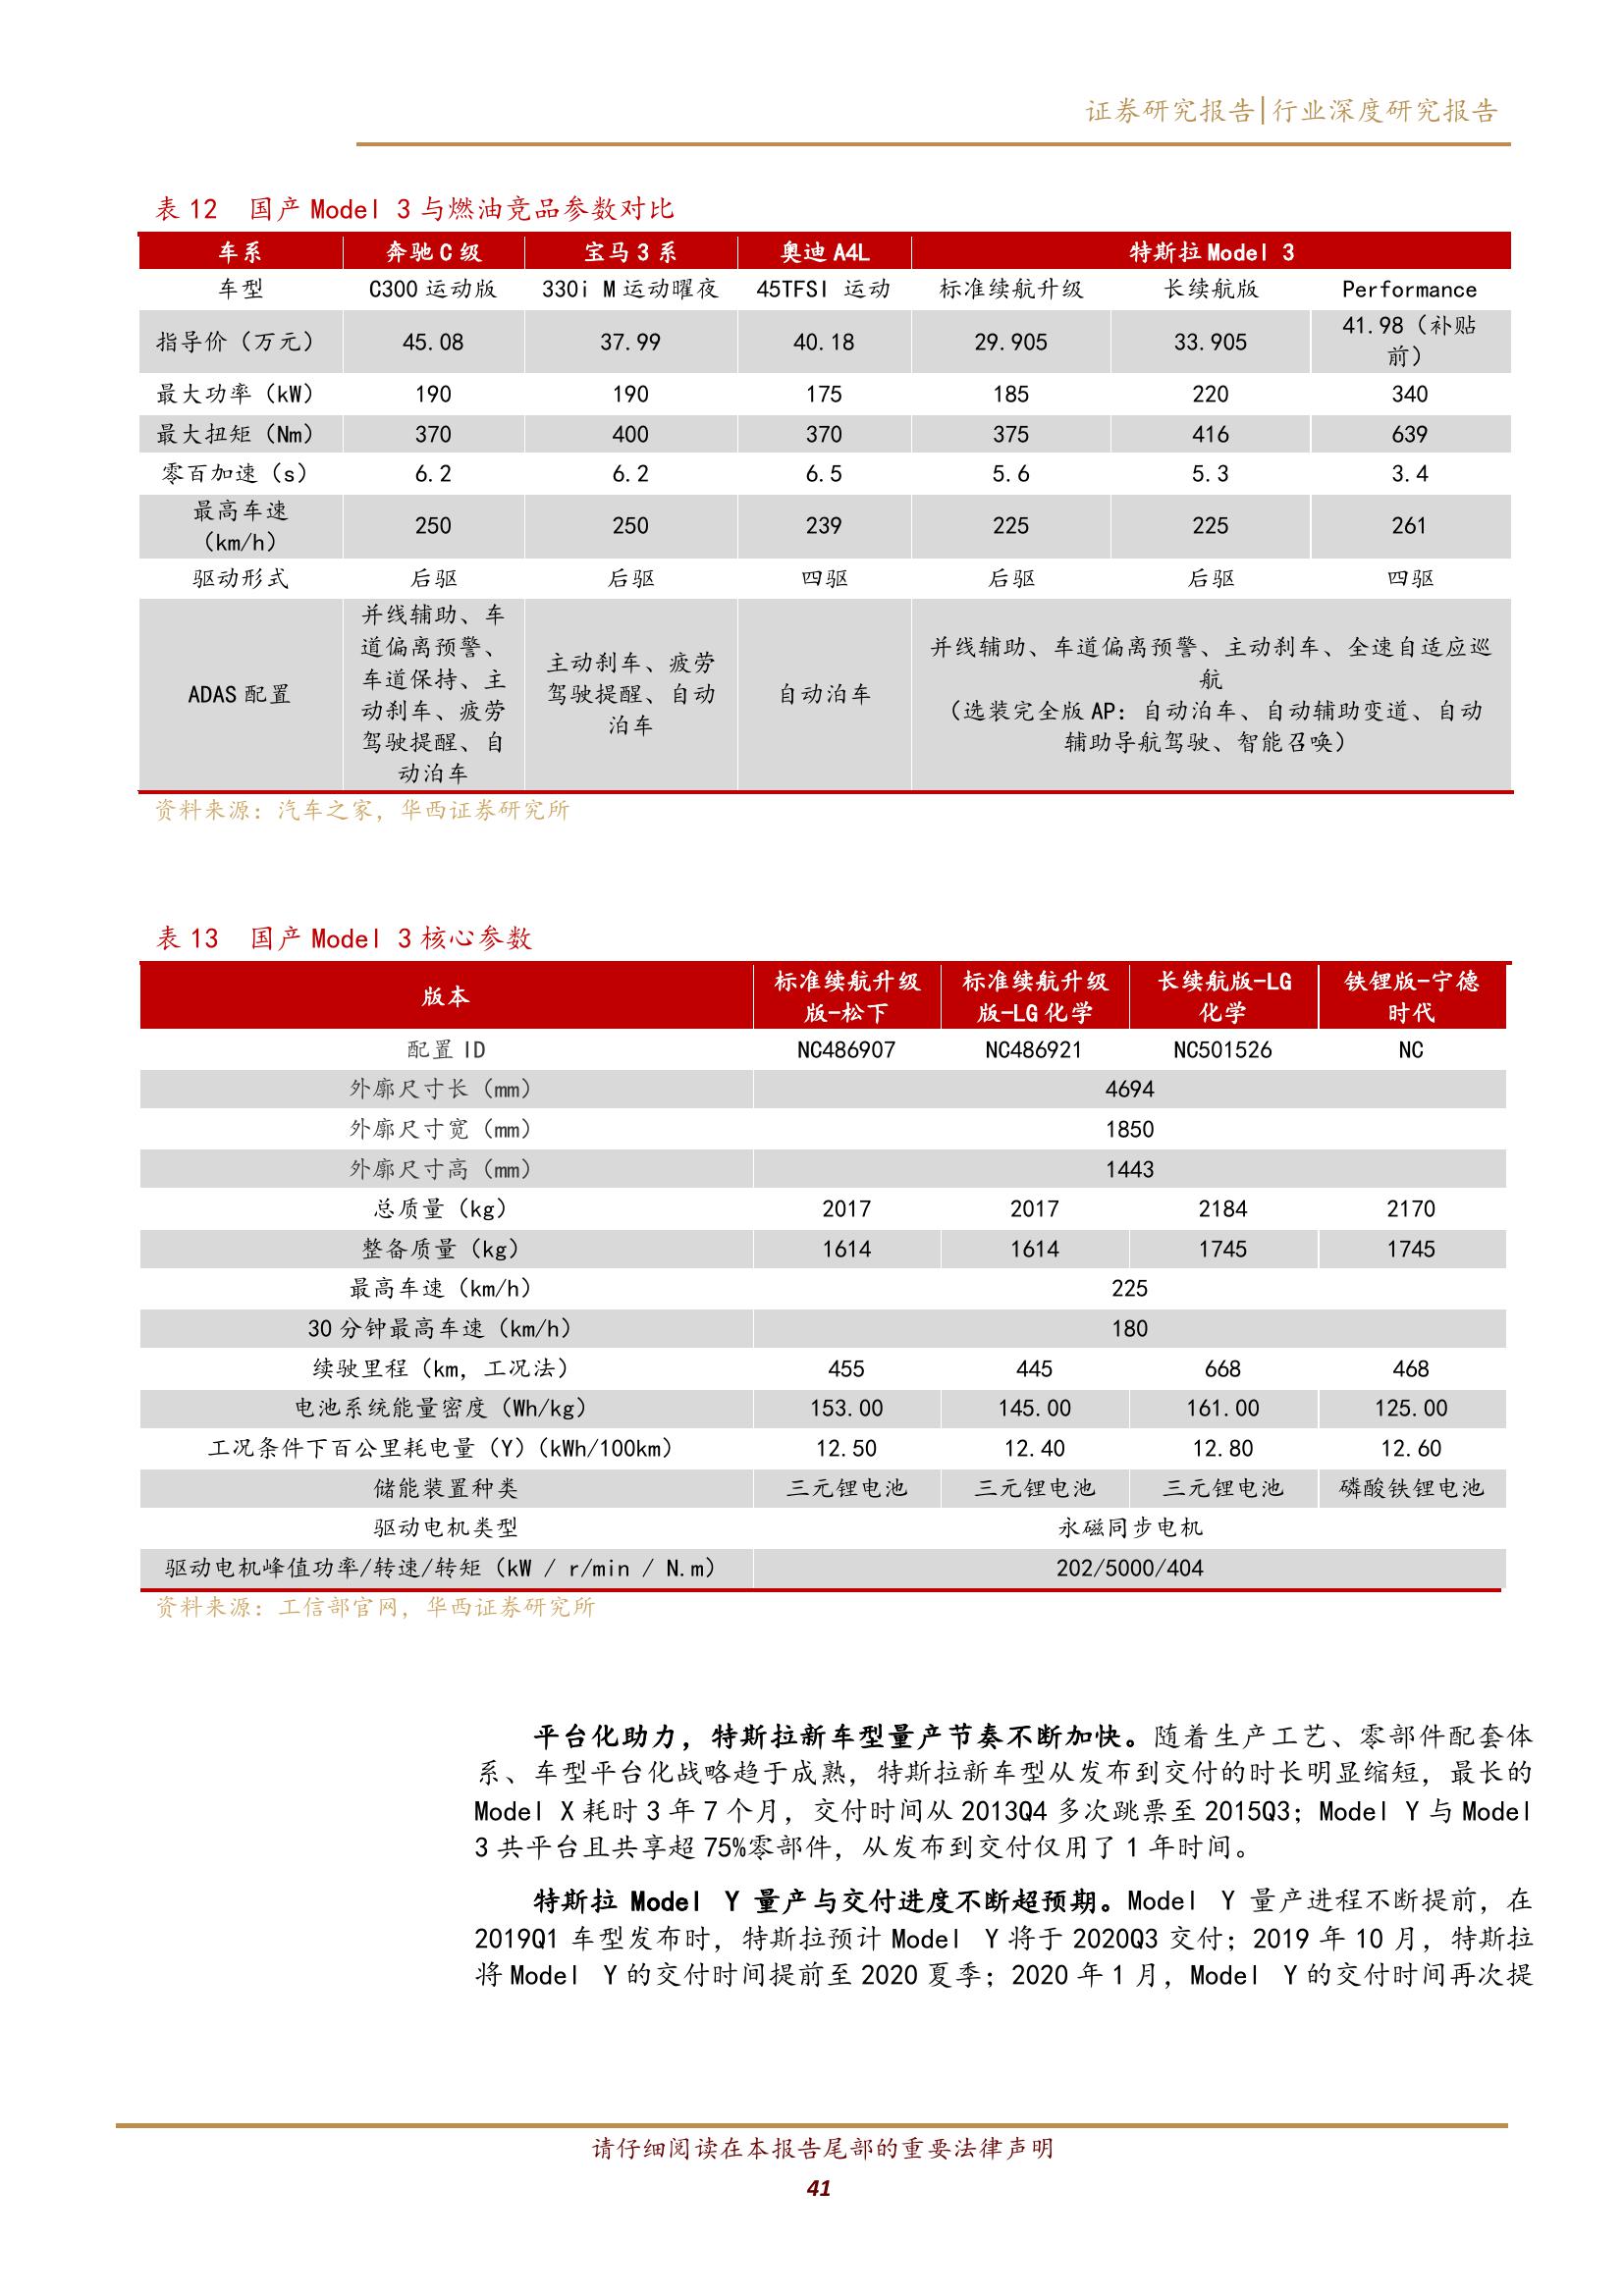 证券研究报告|行业深度研究报告
表 12 国产 Model 3 与燃油竞品参数对比
车系 奔驰 C 级 宝马 3 系 奥迪 A4L 特斯拉 Model 3
车型 C300 运动版 330i M 运动曜夜 45TFSI 运动 标准续航升级 长续航版 Performance
指导价（万元） 45.08 37.99 40.18 29.905 33.905 41.98（补贴
前）
最大功率（kW） 190 190 175 185 220 340
最大扭矩（Nm） 370 400 370 375 416 639
零百加速（s） 6.2 6.2 6.5 5.6 5.3 3.4
最高车速
（km/h） 250 250 239 225 225 261
驱动形式 后驱 后驱 四驱 后驱 后驱 四驱
ADAS 配置
并线辅助、车
道偏离预警、
车道保持、主
动刹车、疲劳
驾驶提醒、自
动泊车
主动刹车、疲劳
驾驶提醒、自动
泊车
自动泊车
并线辅助、车道偏离预警、主动刹车、全速自适应巡
航
（选装完全版 AP：自动泊车、自动辅助变道、自动
辅助导航驾驶、智能召唤）
资料来源：汽车之家，华西证券研究所
表 13 国产 Model 3 核心参数
版本
标准续航升级
版-松下
标准续航升级
版-LG 化学
长续航版-LG
化学
铁锂版-宁德
时代
配置 ID NC486907 NC486921 NC501526 NC
外廓尺寸长（mm） 4694
外廓尺寸宽（mm） 1850
外廓尺寸高（mm） 1443
总质量（kg） 2017 2017 2184 2170
整备质量（kg） 1614 1614 1745 1745
最高车速（km/h） 225
30 分钟最高车速（km/h） 180
续驶里程（km，工况法） 455 445 668 468
电池系统能量密度（Wh/kg） 153.00 145.00 161.00 125.00
工况条件下百公里耗电量（Y）（kWh/100km） 12.50 12.40 12.80 12.60
储能装置种类 三元锂电池 三元锂电池 三元锂电池 磷酸铁锂电池
驱动电机类型 永磁同步电机
驱动电机峰值功率/转速/转矩（kW / r/min / N.m） 202/5000/404
资料来源：工信部官网，华西证券研究所
平台化助力，特斯拉新车型量产节奏不断加快。随着生产工艺、零部件配套体
系、车型平台化战略趋于成熟，特斯拉新车型从发布到交付的时长明显缩短，最长的
Model X 耗时 3 年 7 个月，交付时间从 2013Q4 多次跳票至 2015Q3；Model Y 与 Model
3 共平台且共享超 75%零部件，从发布到交付仅用了 1 年时间。
特斯拉 Model Y 量产与交付进度不断超预期。Model Y 量产进程不断提前，在
2019Q1 车型发布时，特斯拉预计 Model Y 将于 2020Q3 交付；2019 年 10 月，特斯拉
将 Model Y 的交付时间提前至 2020 夏季；2020 年 1 月，Model Y 的交付时间再次提
请仔细阅读在本报告尾部的重要法律声明
41